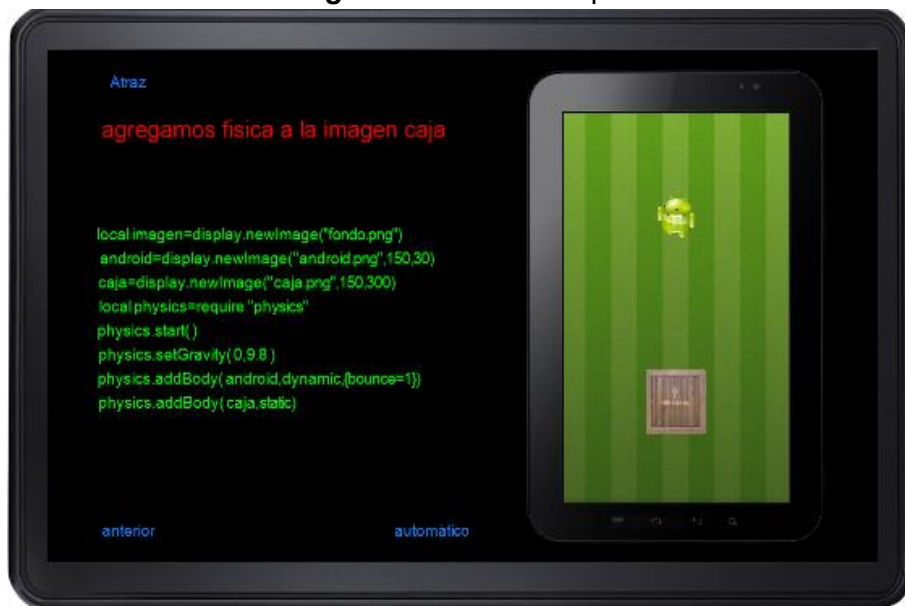 Atraz
agregamos fisica a la imagen caja
local imagen=display.newImage("fondo.png")
android=display.newImage("android.png",150,30)
caja=display.newImage("caja.png",150,300)
local physics=require "physics"
physics.start( )
physics.setGravity( 0,9.8 )
physics.addBody( android,dynamic,{bounce=1})
physics.addBody( caja,static)
anterior
automático